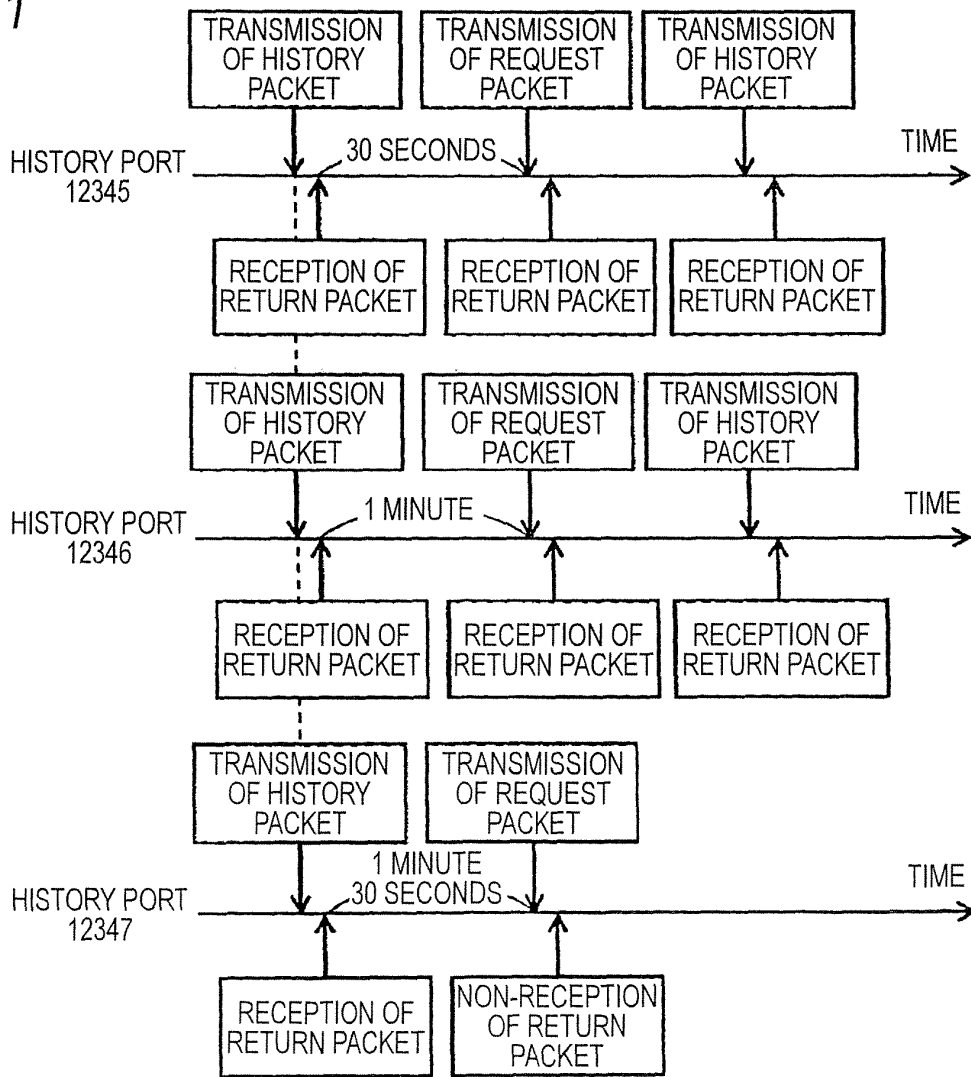 TRANSMISSION
OF HISTORY
PACKET
TRANSMISSION
OF REQUEST
PACKET
TRANSMISSION
OF HISTORY
PACKET
HISTORY PORT
12345
30 SECONDS
TIME
RECEPTION OF
RETURN PACKET
RECEPTION OF
RETURN PACKET
RECEPTION OF
RETURN PACKET
TRANSMISSION
OF HISTORY
PACKET
TRANSMISSION
OF REQUEST
PACKET
TRANSMISSION
OF HISTORY
PACKET
HISTORY PORT
12346
1 MINUTE
TIME
RECEPTION OF
RETURN PACKET
RECEPTION OF
RETURN PACKET
RECEPTION OF
RETURN PACKET
TRANSMISSION
OF HISTORY
PACKET
TRANSMISSION
OF REQUEST
PACKET
HISTORY PORT
12347
1 MINUTE
30 SECONDS
TIME
RECEPTION OF
RETURN PACKET
NON-RECEPTION
OF RETURN
PACKET